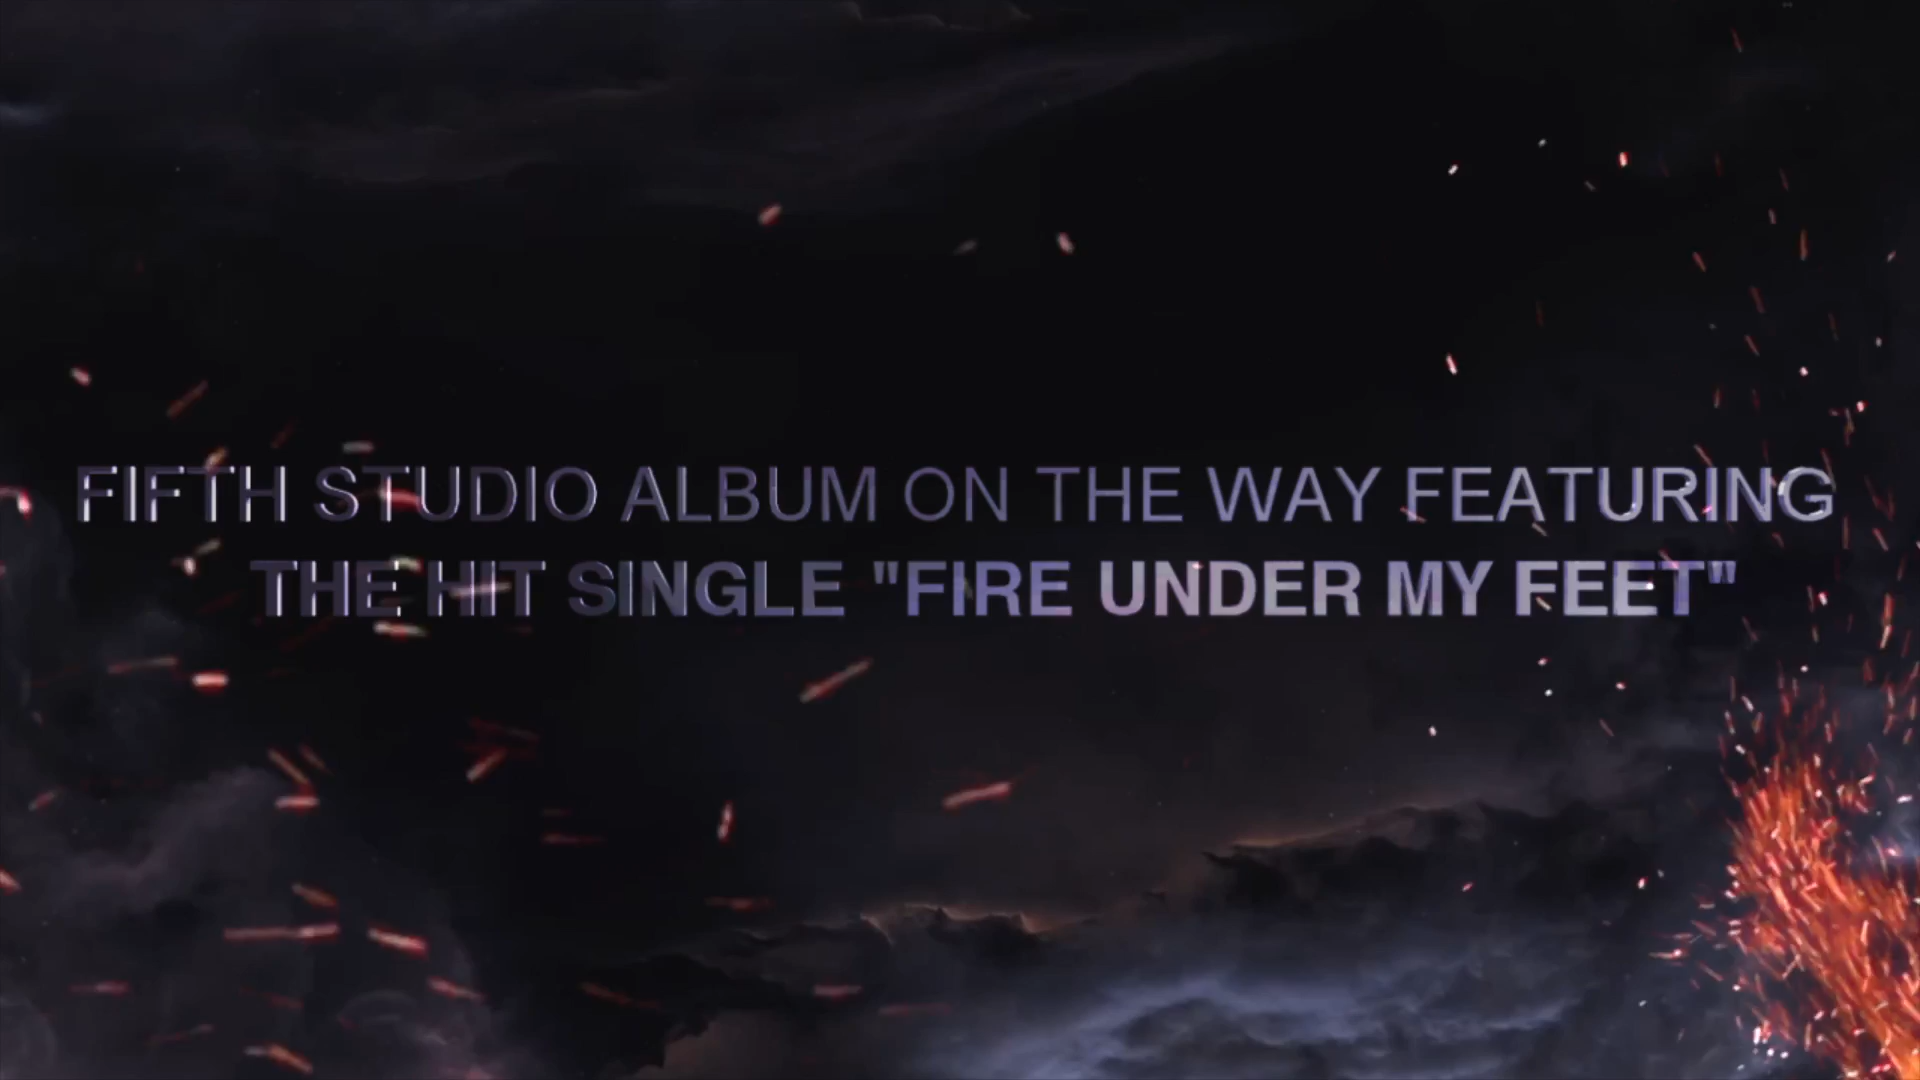 FIFTH STUDIO ALBUM ON THE WAY FEATURING
THE HIT SINGLE "FIRE UNDER MY FEET"